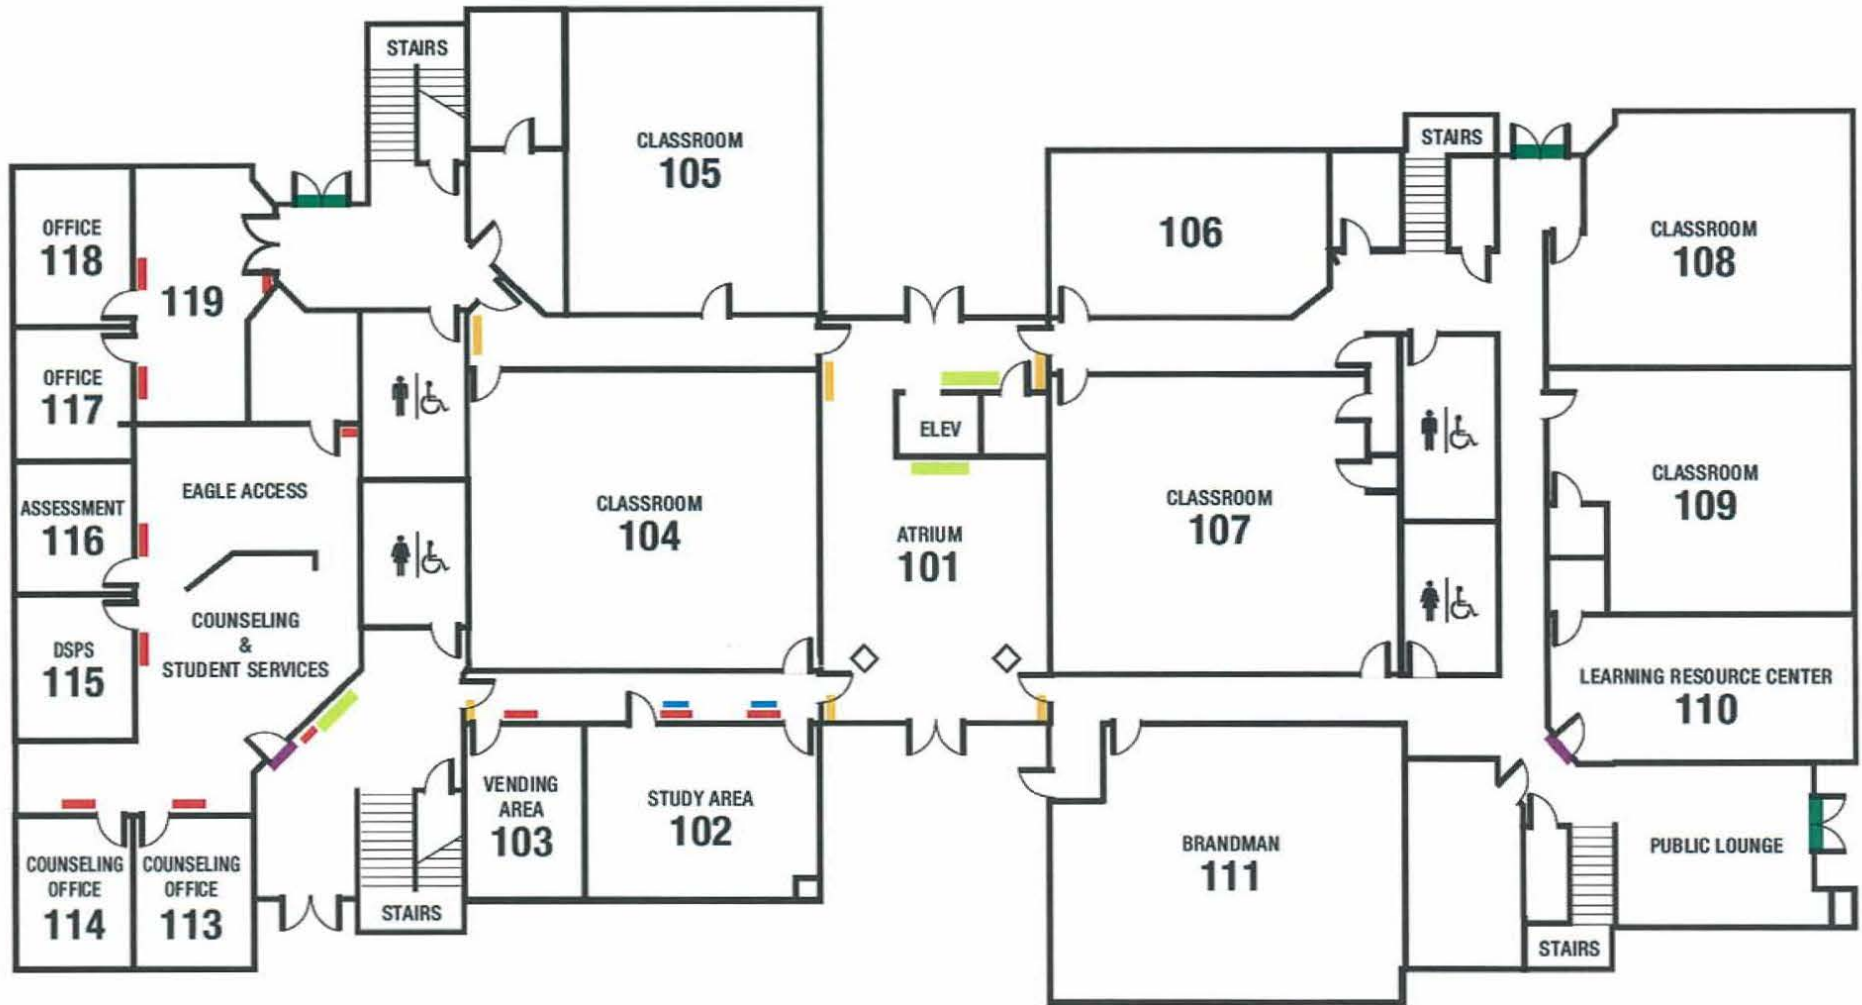 STAIRS
CLASSROOM
105
STAIRS
OFFICE
118
119
106
CLASSROOM
108
OFFICE
117
ELEV
EAGLE ACCESS
ASSESSMENT
116
CLASSROOM
104
ATRIUM
101
CLASSROOM
107
CLASSROOM
109
COUNSELING
&
STUDENT SERVICES
DSPS
115
LEARNING RESOURCE CENTER
110
VENDING
AREA
103
STUDY AREA
102
BRANDMAN
111
PUBLIC LOUNGE
COUNSELING
OFFICE
114
COUNSELING
OFFICE
113
STAIRS
STAIRS